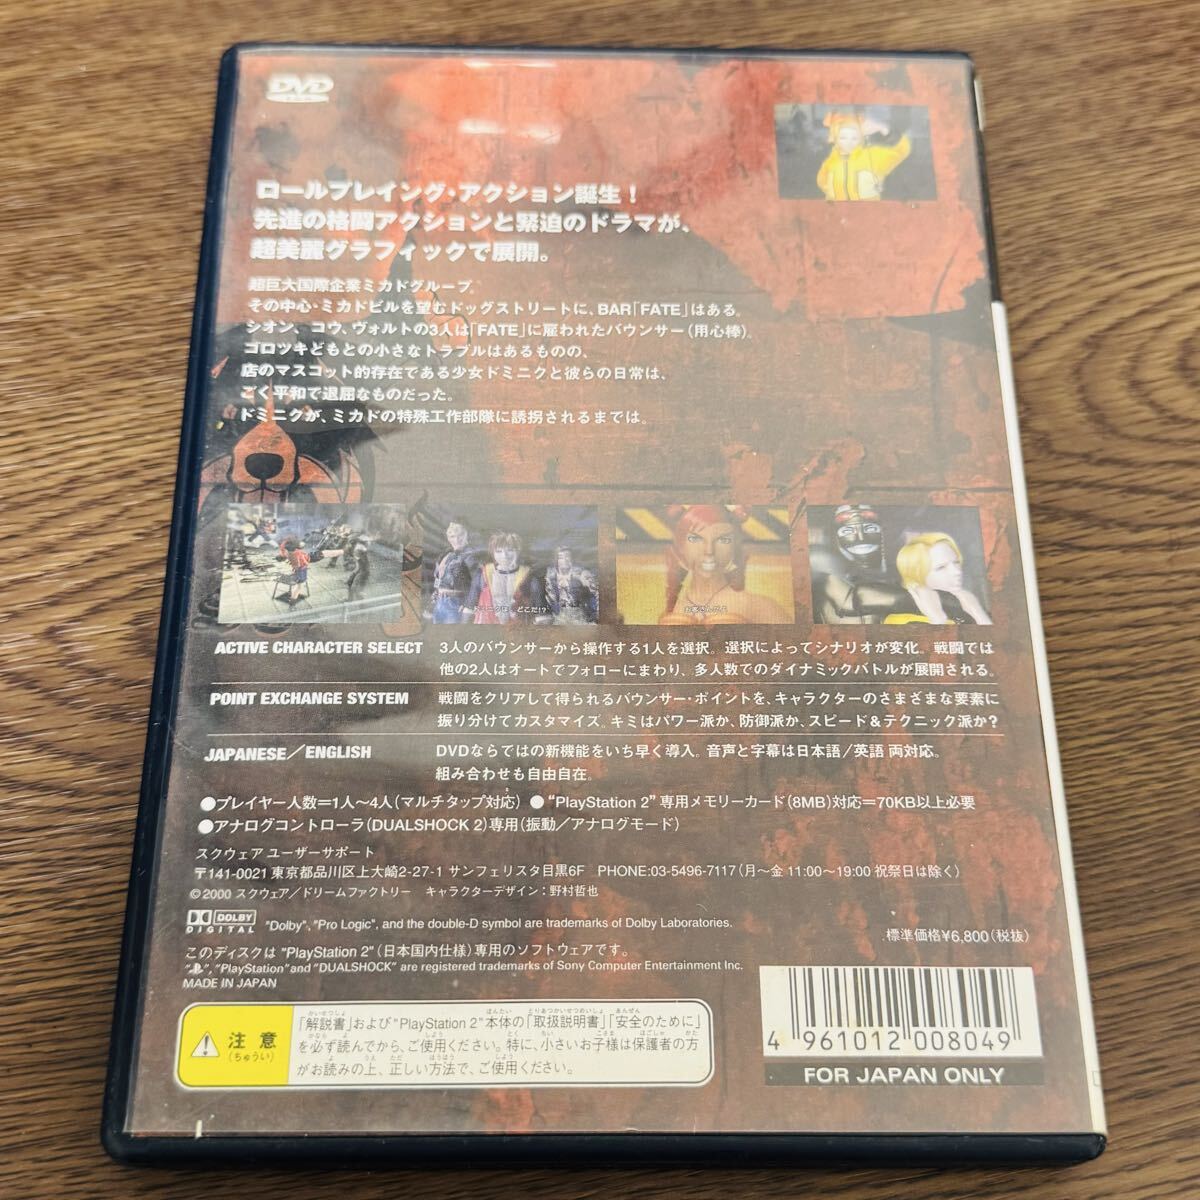 DVD
ロールプレイング・アクション誕生!
先進の格闘アクションと緊迫のドラマが、
超美麗グラフィックで展開。
超巨大国際企業ミカドグループ。
その中心・ミカドビルを望むドッグストリートに、BAR「FATE」はある。
シオン、コウ、ヴォルトの3人は「FATE」に雇われたバウンサー(用心棒)。
ゴロツキどもとの小さなトラブルはあるものの、
店のマスコット的存在である少女ドミニクと彼らの日常は、
ごく平和で退屈なものだった。
ドミニクが、ミカドの特殊工作部隊に誘拐されるまでは。
ドミニクは、どこだ!?
ACTIVE CHARACTER SELECT
3人のバウンサーから操作する1人を選択。選択によってシナリオが変化。戦闘では
他の2人はオートでフォローにまわり、多人数でのダイナミックバトルが展開される。
POINT EXCHANGE SYSTEM
戦闘をクリアして得られるバウンサー・ポイントを、キャラクターのさまざまな要素に
振り分けてカスタマイズ。キミはパワー派か、防御派か、スピード&テクニック派か?
JAPANESE/ENGLISH
DVDならではの新機能をいち早く導入。音声と字幕は日本語/英語 両対応。
組み合わせも自由自在。
●プレイヤー人数=1人〜4人(マルチタップ対応) ●"PlayStation 2"専用メモリーカード(8MB)対応=70KB以上必要
●アナログコントローラ(DUALSHOCK 2)専用(振動/アナログモード)
スクウェア ユーザーサポート
〒141-0021 東京都品川区上大崎2-27-1 サンフェリスタ目黒6F PHONE:03-5496-7117(月〜金 11:00〜19:00 祝祭日は除く)
© 2000 スクウェア/ドリームファクトリー キャラクターデザイン:野村哲也
DOLBY DIGITAL "Dolby", "Pro Logic", and the double-D symbol are trademarks of Dolby Laboratories.
標準価格¥6,800(税抜)
このディスクは "PlayStation 2"(日本国内仕様)専用のソフトウェアです。
" ", "PlayStation" and "DUALSHOCK" are registered trademarks of Sony Computer Entertainment Inc.
MADE IN JAPAN
注意
(ちゅうい)
「解説書」および"PlayStation 2"本体の「取扱説明書」「安全のために」
を必ず読んでから、ご使用ください。特に、小さいお子様は保護者の方
がお読みの上、正しい方法で、ご使用ください。
4 961012 008049
FOR JAPAN ONLY